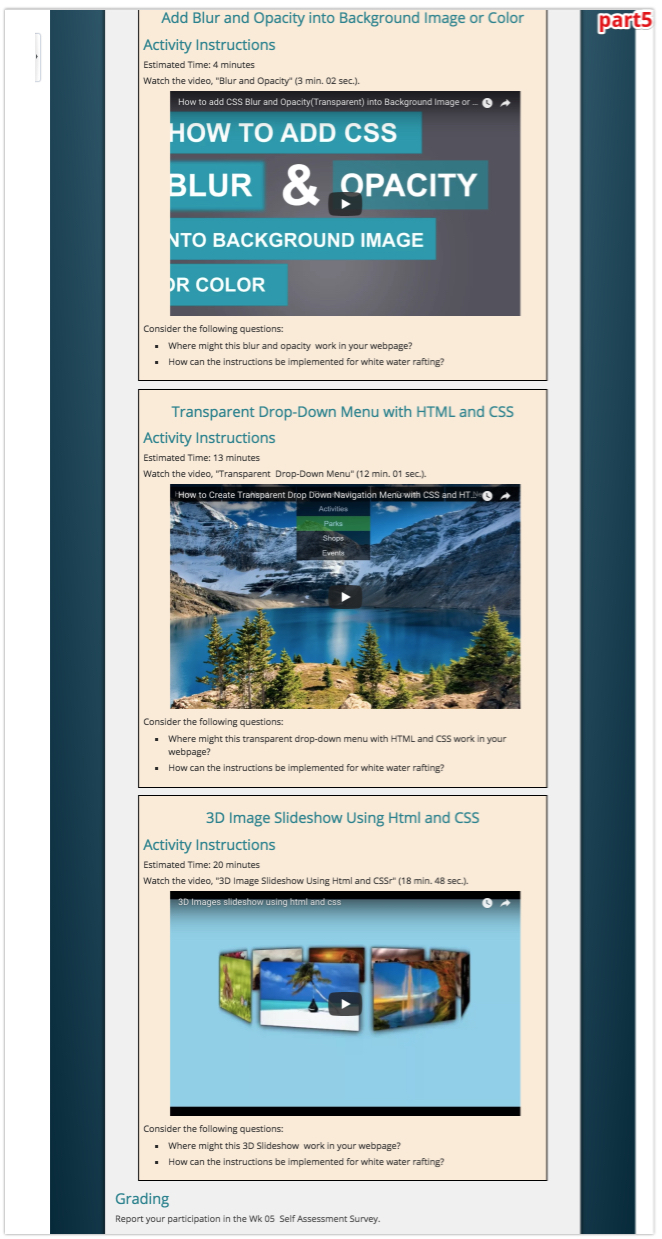 part5
Add Blur and Opacity into Background Image or Color
Activity Instructions
Estimated Time: 4 minutes
Watch the video, "Blur and Opacity" (3 min. 02 sec.).
How to add CSS Blur and Opacity(Transparent) into Background Image or ...
HOW TO ADD CSS
BLUR & OPACITY
NTO BACKGROUND IMAGE
OR COLOR
Consider the following questions:
Where might this blur and opacity work in your webpage?
How can the instructions be implemented for white water rafting?
Transparent Drop-Down Menu with HTML and CSS
Activity Instructions
Estimated Time: 13 minutes
Watch the video, "Transparent Drop-Down Menu" (12 min. 01 sec.).
How to Create Transparent Drop Down Navigation Menu with CSS and HT...
Activities
Parks
Shops
Events
Consider the following questions:
Where might this transparent drop-down menu with HTML and CSS work in your
webpage?
How can the instructions be implemented for white water rafting?
3D Image Slideshow Using Html and CSS
Activity Instructions
Estimated Time: 20 minutes
Watch the video, "3D Image Slideshow Using Html and CSSr" (18 min. 48 sec.).
3D Images slideshow using html and css
Consider the following questions:
Where might this 3D Slideshow work in your webpage?
How can the instructions be implemented for white water rafting?
Grading
Report your participation in the Wk 05 Self Assessment Survey.